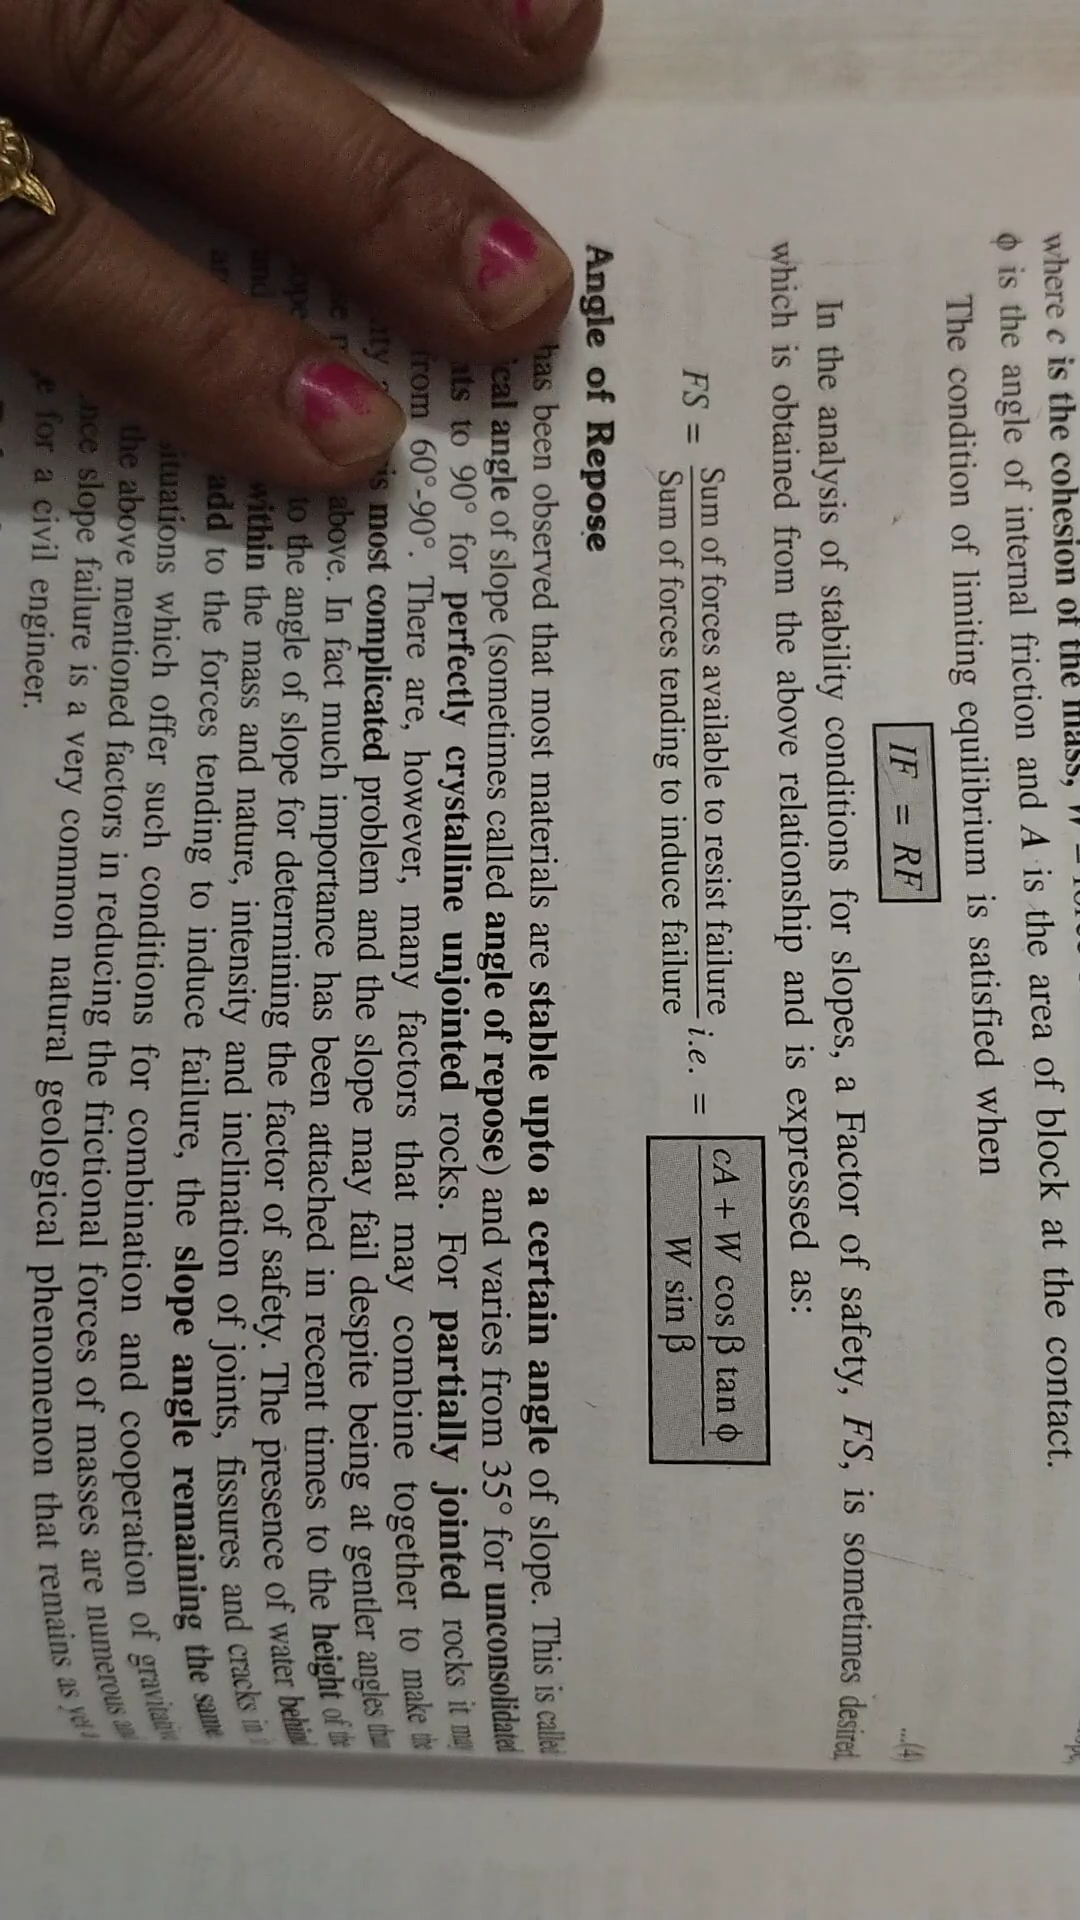 where c is the cohesion of the mass, W
φ is the angle of internal friction and A is the area of block at the contact.
The condition of limiting equilibrium is satisfied when
IF = RF
...(4)
In the analysis of stability conditions for slopes, a Factor of safety, FS, is sometimes desired,
which is obtained from the above relationship and is expressed as:
FS = Sum of forces available to resist failure / Sum of forces tending to induce failure i.e. = cA + W cos β tan φ / W sin β
Angle of Repose
has been observed that most materials are stable upto a certain angle of slope. This is called
ical angle of slope (sometimes called angle of repose) and varies from 35° for unconsolidated
to 90° for perfectly crystalline unjointed rocks. For partially jointed rocks it may
from 60°-90°. There are, however, many factors that may combine together to make the
is most complicated problem and the slope may fail despite being at gentler angles than
above. In fact much importance has been attached in recent times to the height of the
to the angle of slope for determining the factor of safety. The presence of water behind
within the mass and nature, intensity and inclination of joints, fissures and cracks in
add to the forces tending to induce failure, the slope angle remaining the same
situations which offer such conditions for combination and cooperation of
the above mentioned factors in reducing the frictional forces of masses are numerous
slope failure is a very common natural geological phenomenon that remains as yet
for a civil engineer.